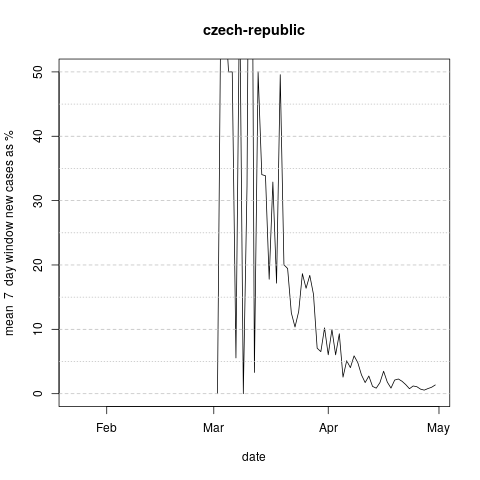 czech-republic
mean 7 day window new cases as %
50
40
30
20
10
0
Feb
Mar
Apr
May
date